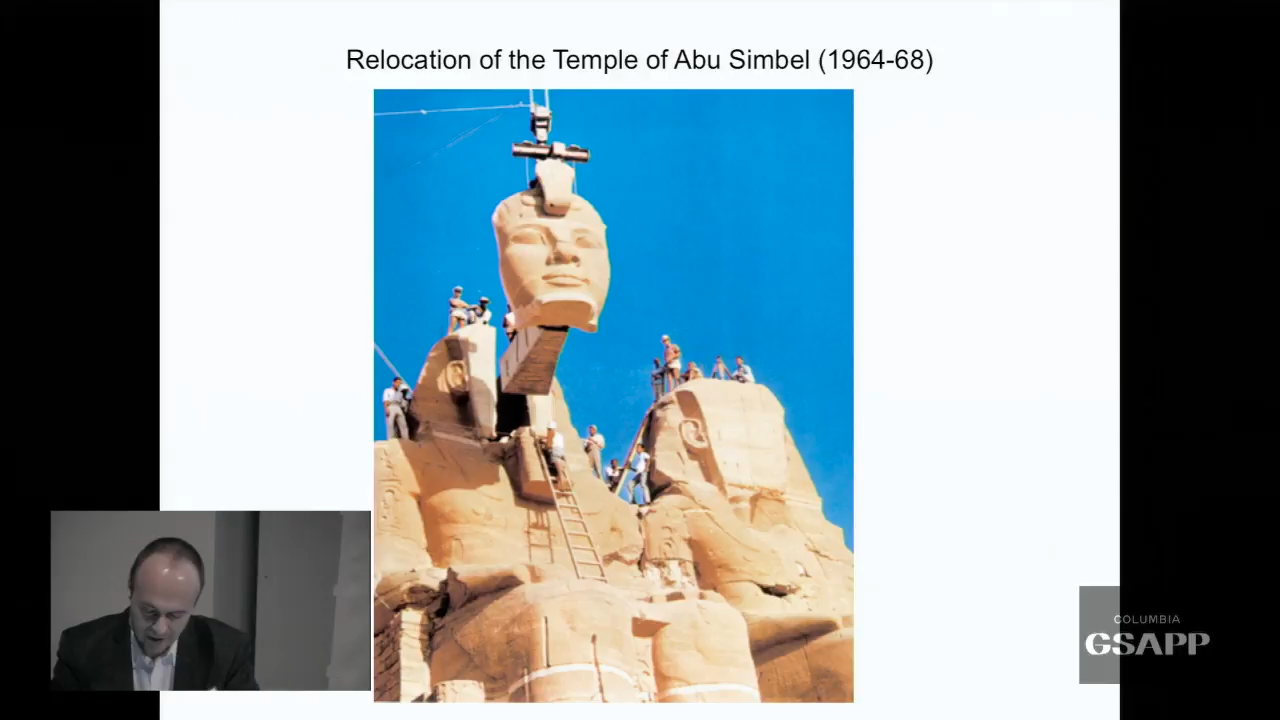 Relocation of the Temple of Abu Simbel (1964-68)
COLUMBIA
GSAPP